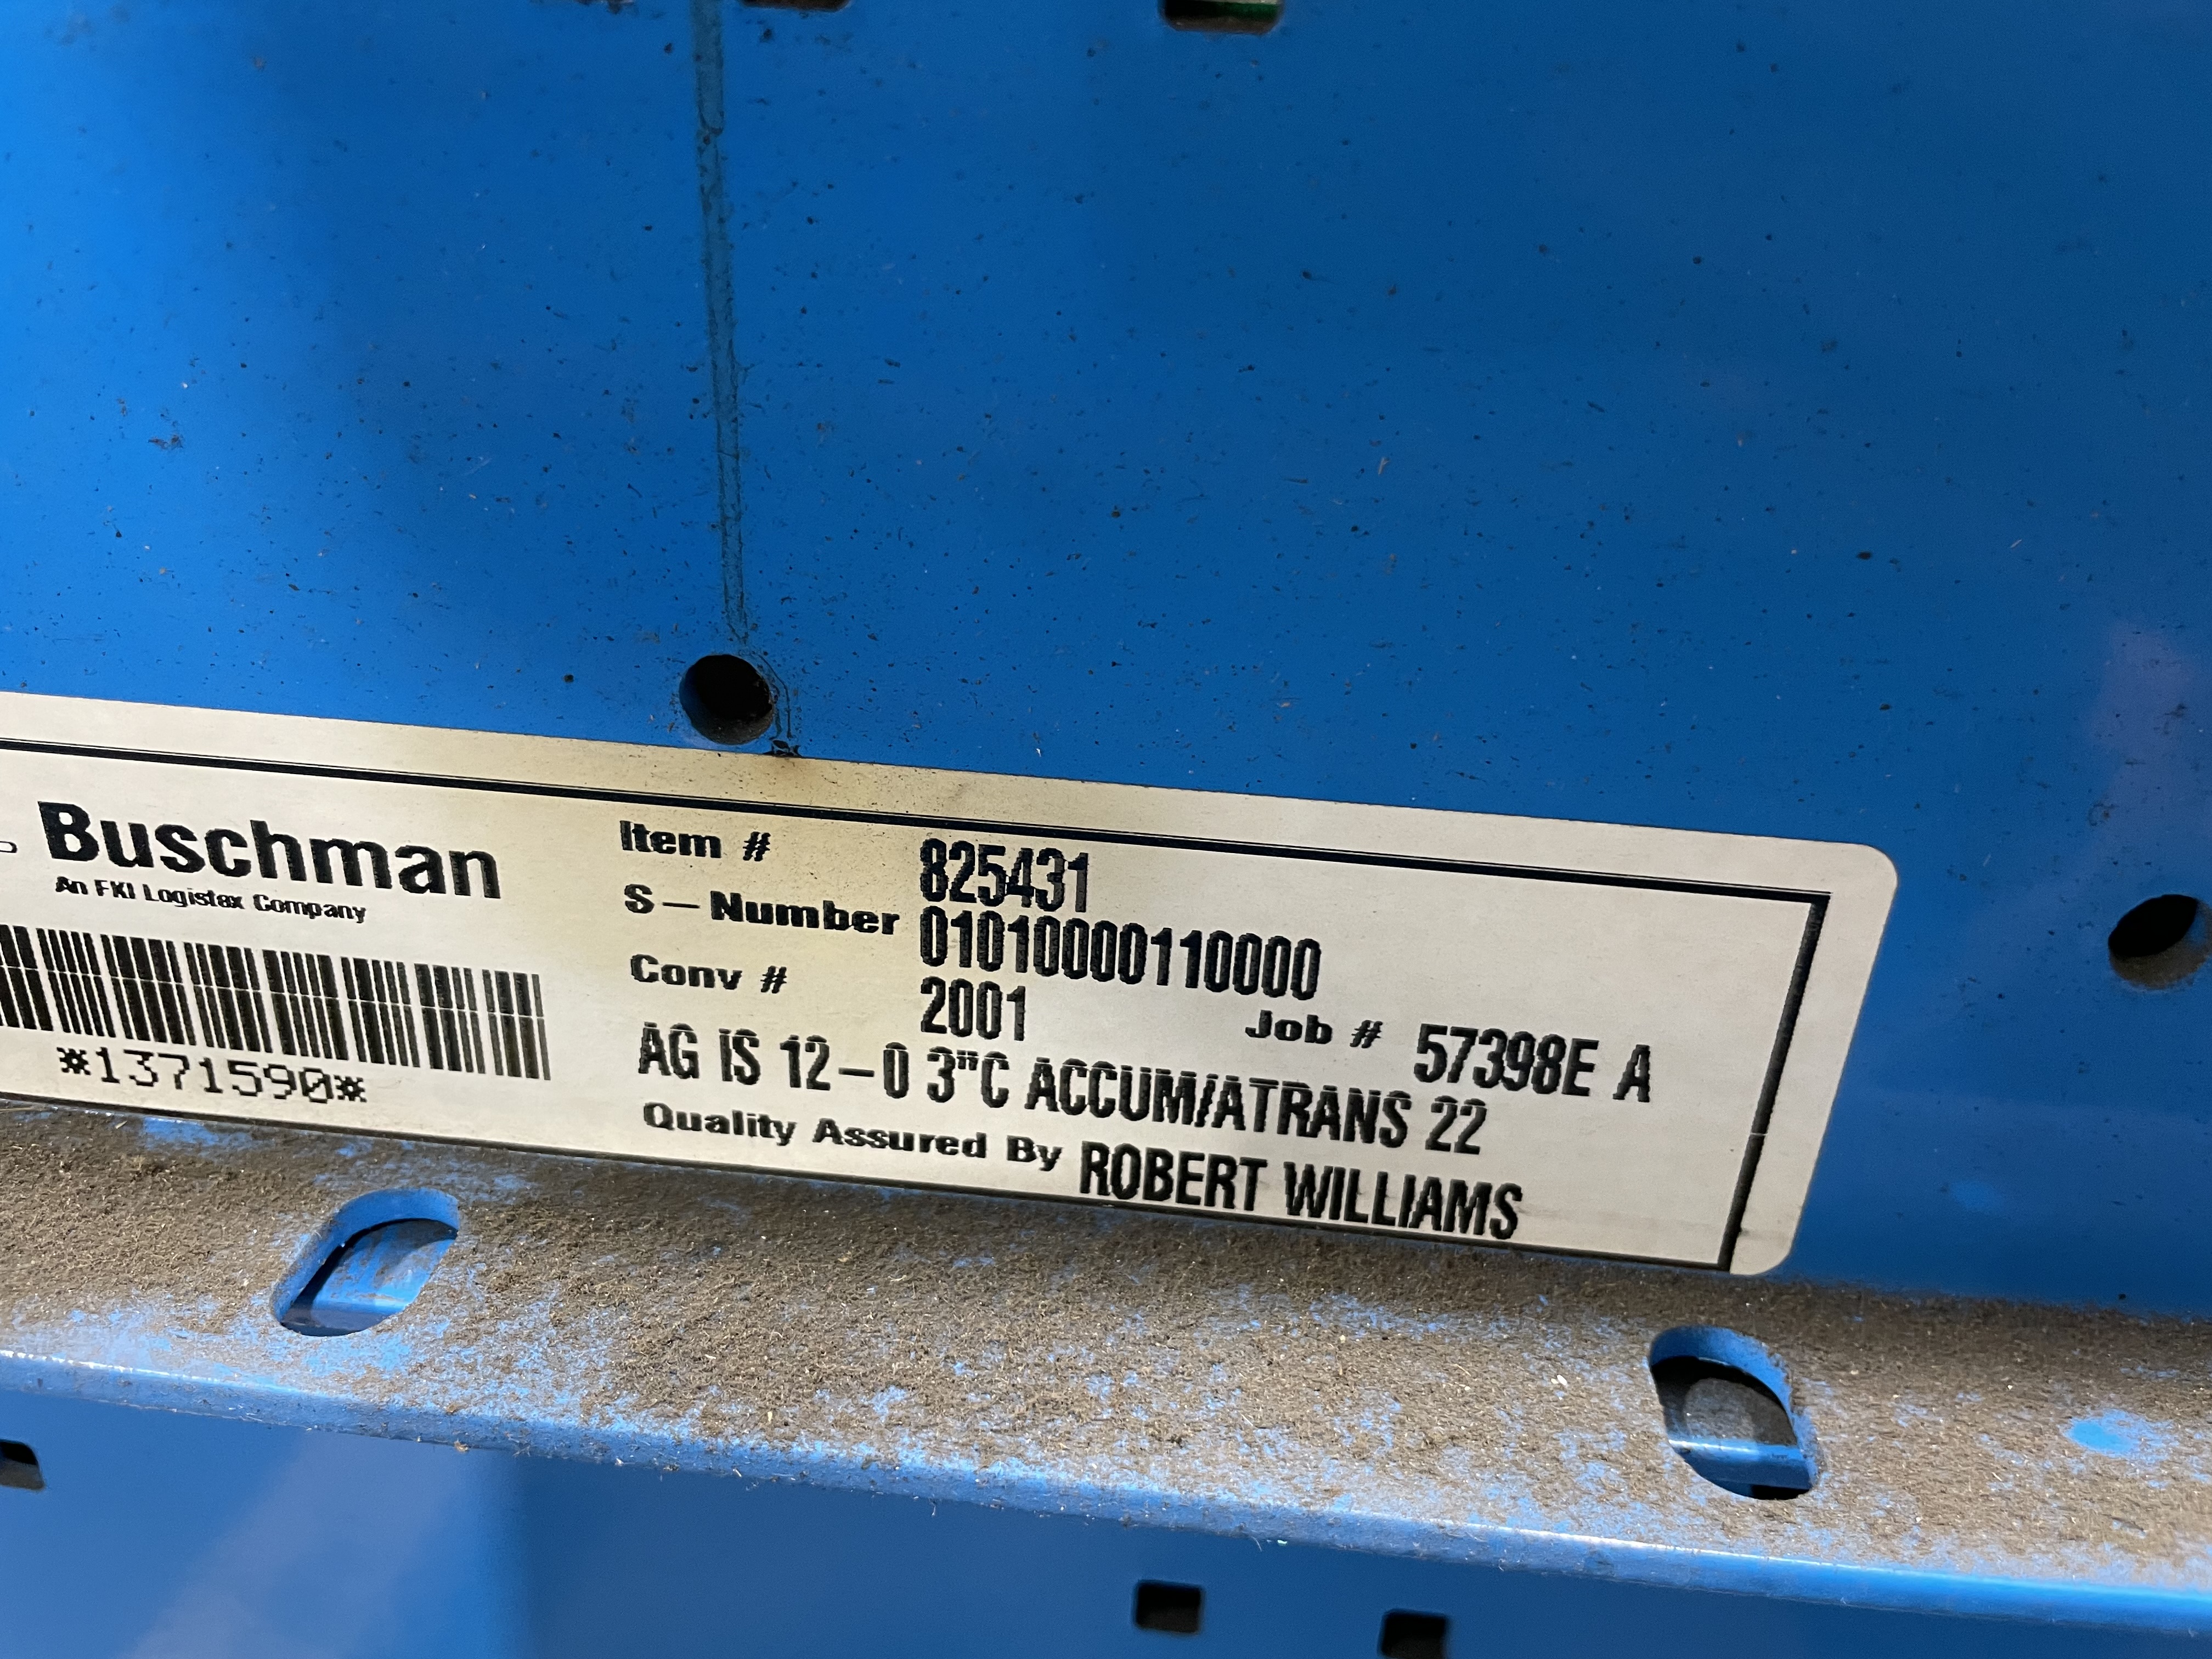 Buschman
An FKI Logistex Company
*1371590*
Item # 825431
S-Number 01010000110000
Conv # 2001 Job # 57398E A
AG IS 12-0 3"C ACCUM/ATRANS 22
Quality Assured By ROBERT WILLIAMS